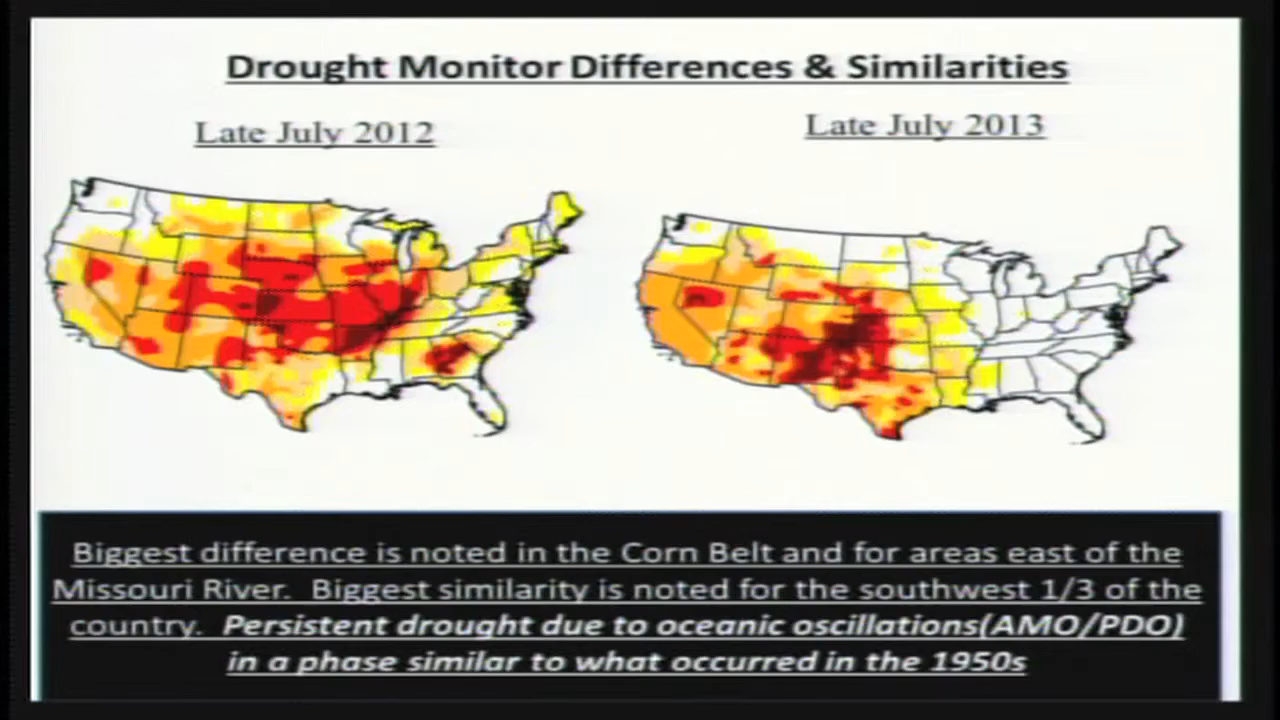 Drought Monitor Differences & Similarities
Late July 2012
Late July 2013
Biggest difference is noted in the Corn Belt and for areas east of the
Missouri River. Biggest similarity is noted for the southwest 1/3 of the
country. Persistent drought due to oceanic oscillations(AMO/PDO)
in a phase similar to what occurred in the 1950s